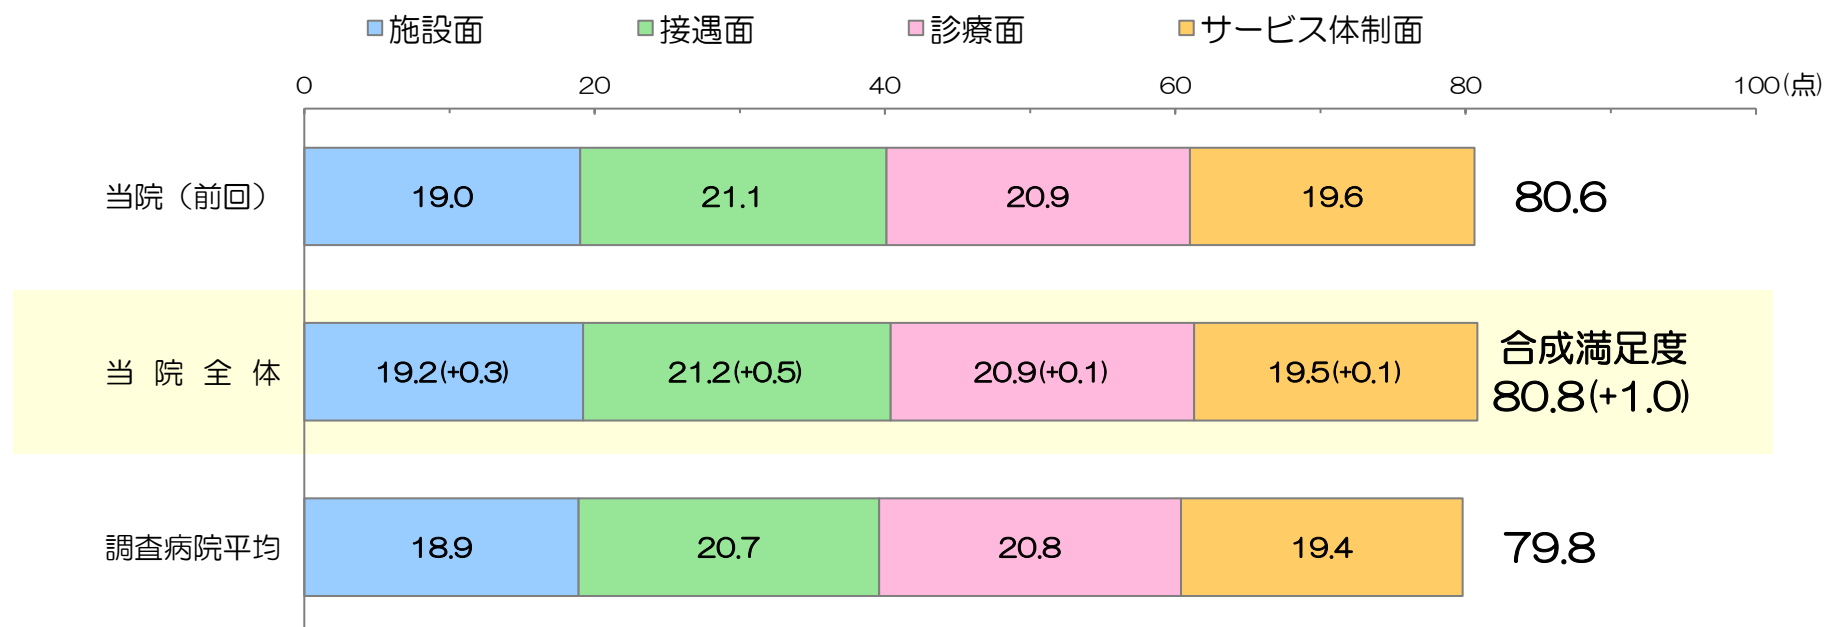 施設面 接遇面 診療面 サービス体制面
0 20 40 60 80 100(点)
当院（前回） 19.0 21.1 20.9 19.6 80.6
合成満足度
当院全体 19.2(+0.3) 21.2(+0.5) 20.9(+0.1) 19.5(+0.1) 80.8(+1.0)
調査病院平均 18.9 20.7 20.8 19.4 79.8